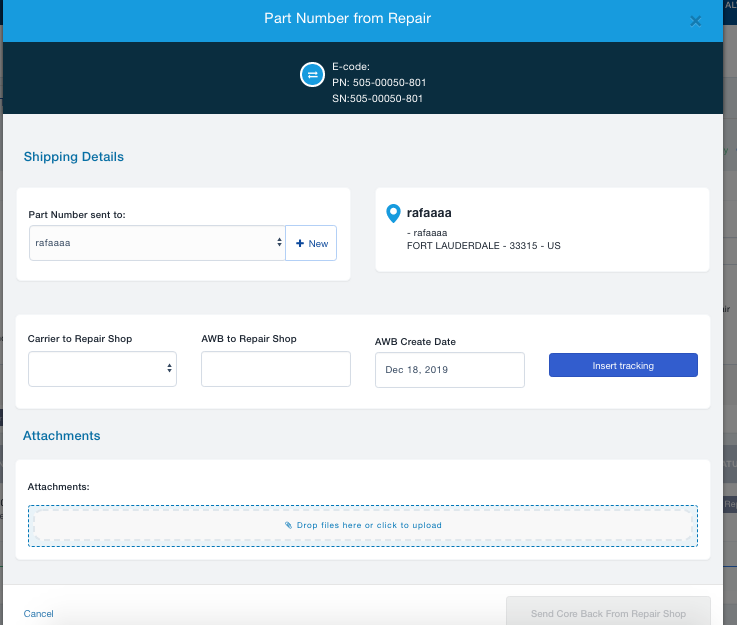 Part Number from Repair
E-code:
PN: 505-00050-801
SN:505-00050-801
Shipping Details
Part Number sent to:
rafaaaa
+ New
rafaaaa
- rafaaaa
FORT LAUDERDALE - 33315 - US
Carrier to Repair Shop
AWB to Repair Shop
AWB Create Date
Dec 18, 2019
Insert tracking
Attachments
Attachments:
Drop files here or click to upload
Cancel
Send Core Back From Repair Shop